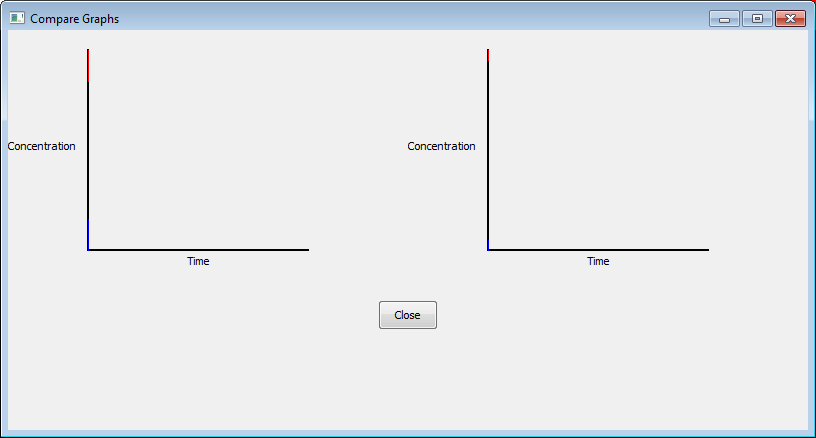 Compare Graphs
Concentration
Concentration
Time
Time
Close